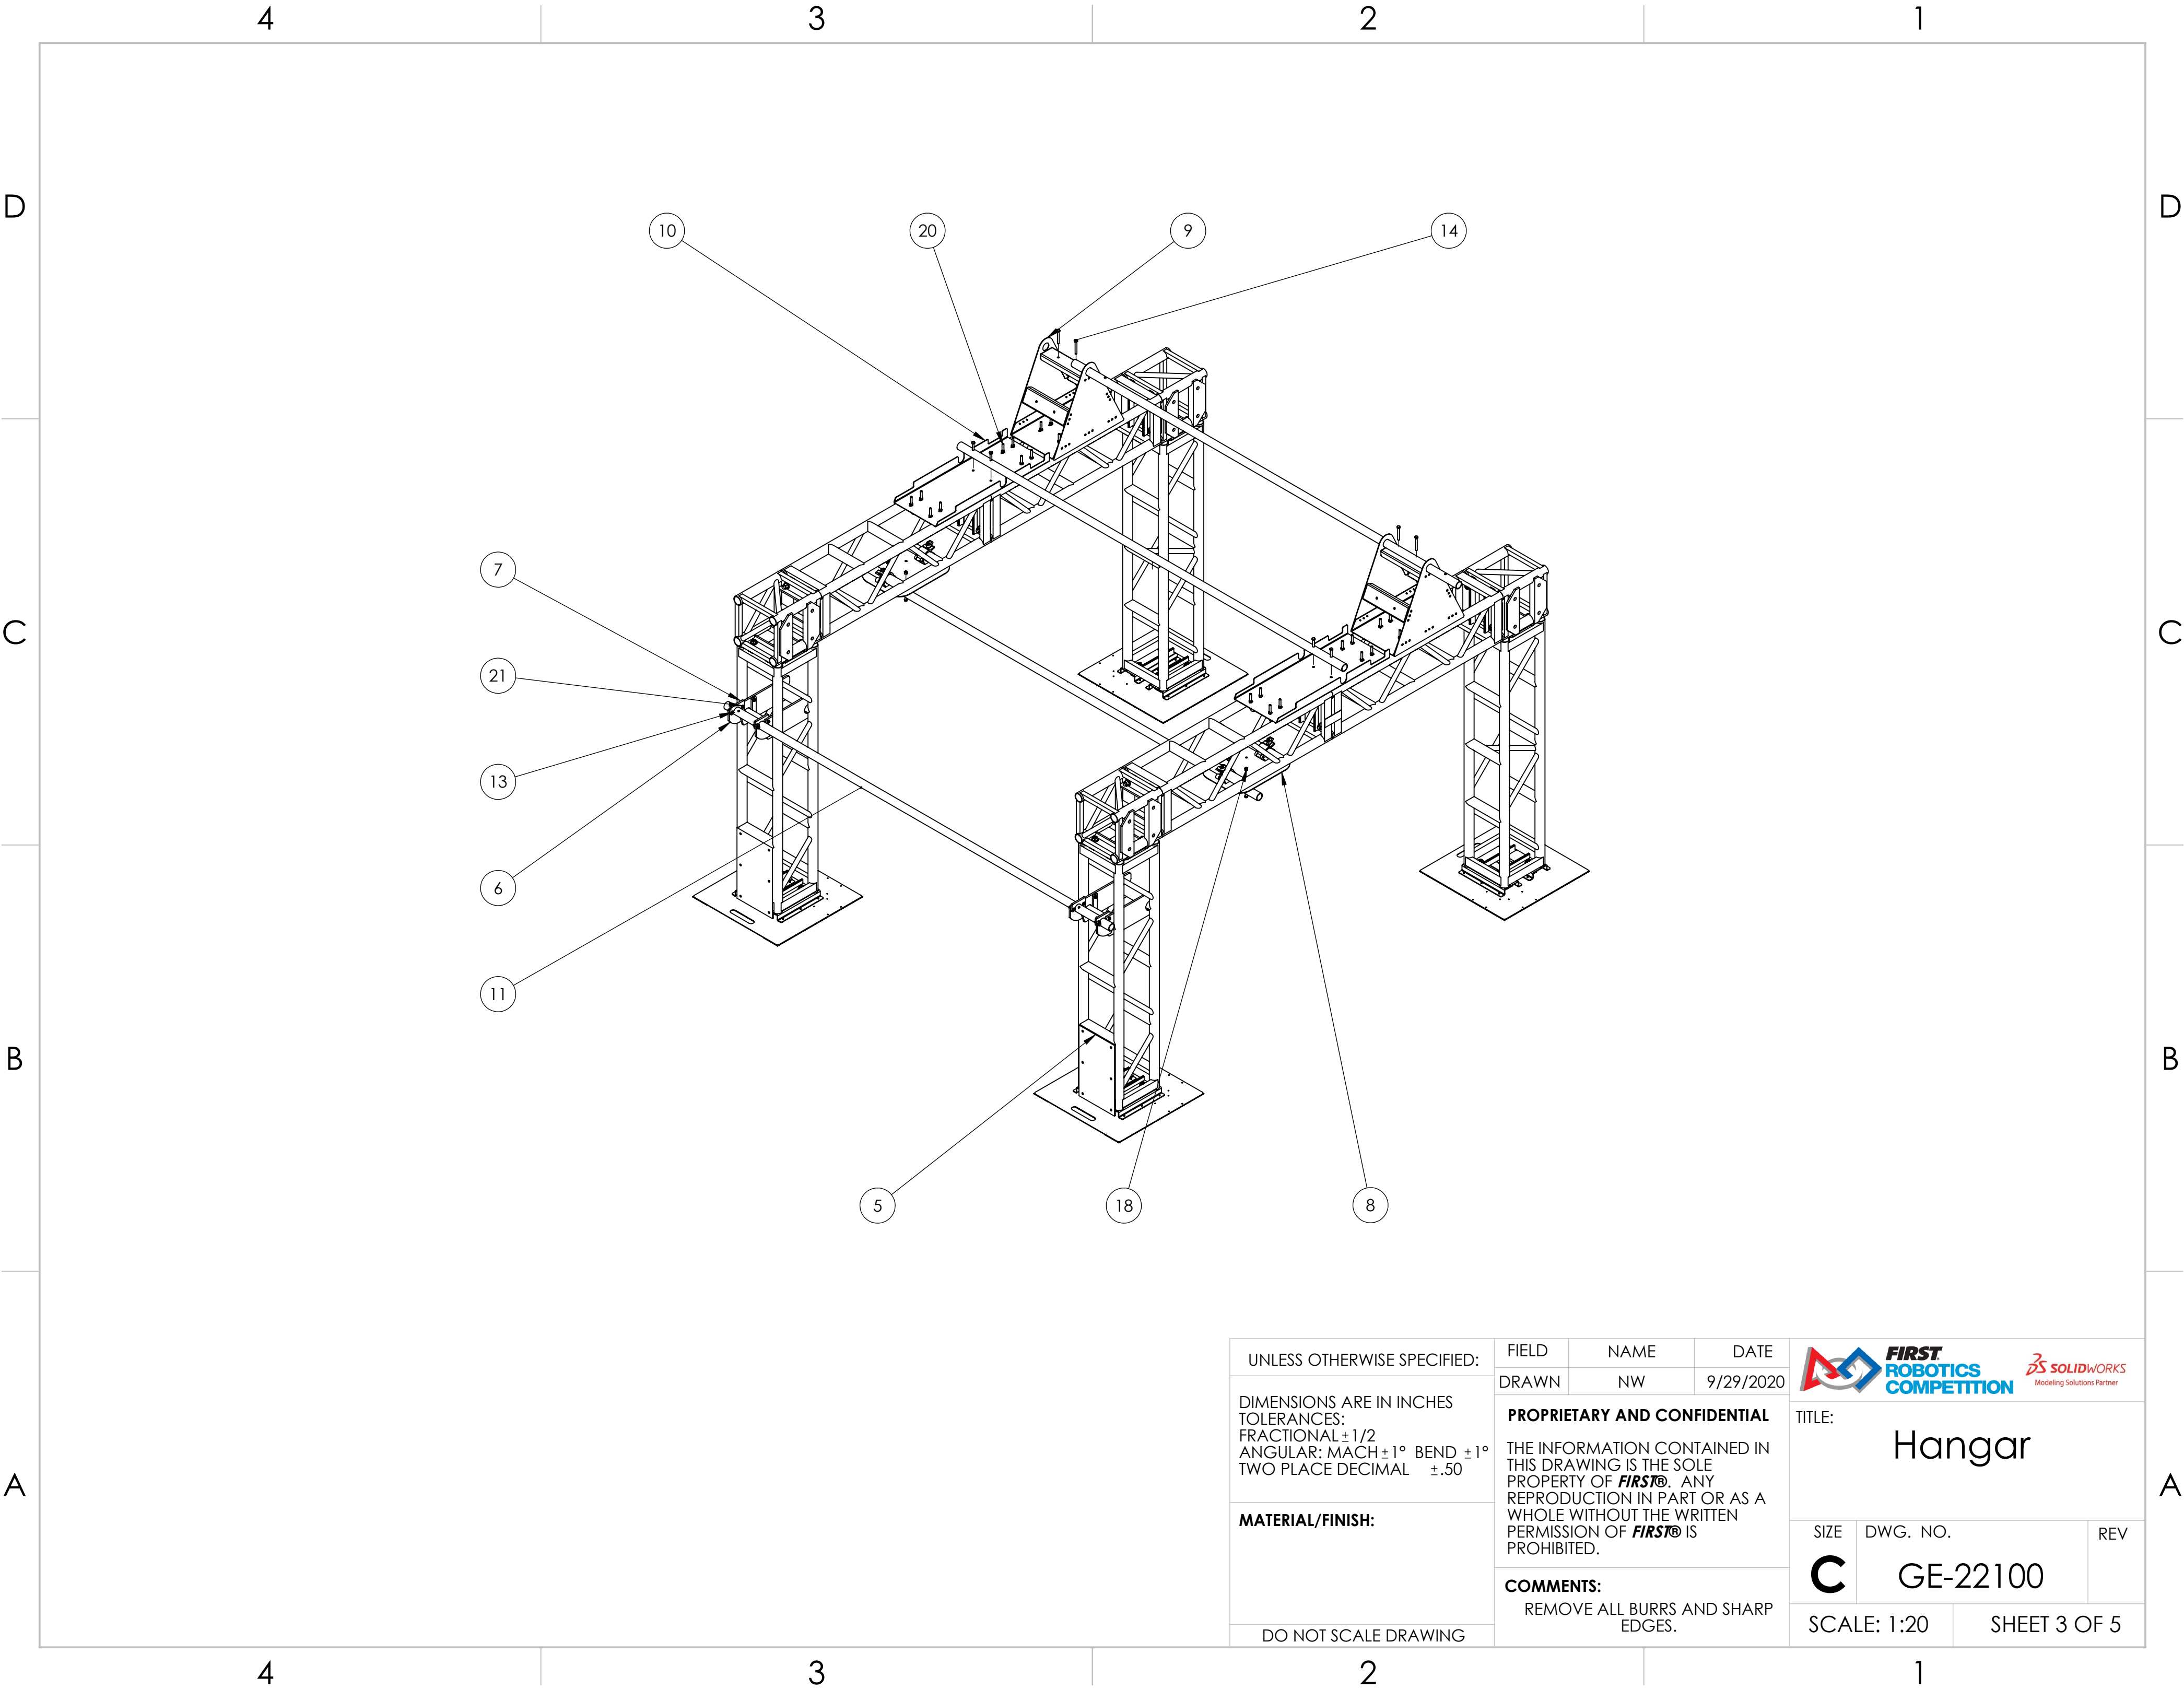 4 3 2 1
D D
10 20 9 14
7
C C
21
13
6
11
B B
5 18 8
UNLESS OTHERWISE SPECIFIED:
DIMENSIONS ARE IN INCHES
TOLERANCES:
FRACTIONAL ±1/2
ANGULAR: MACH ±1° BEND ±1°
TWO PLACE DECIMAL ±.50
MATERIAL/FINISH:
DO NOT SCALE DRAWING
FIELD NAME DATE
DRAWN NW 9/29/2020
PROPRIETARY AND CONFIDENTIAL
THE INFORMATION CONTAINED IN
THIS DRAWING IS THE SOLE
PROPERTY OF FIRST®. ANY
REPRODUCTION IN PART OR AS A
WHOLE WITHOUT THE WRITTEN
PERMISSION OF FIRST® IS
PROHIBITED.
COMMENTS:
REMOVE ALL BURRS AND SHARP
EDGES.
FIRST
ROBOTICS
COMPETITION
SOLIDWORKS
Modeling Solutions Partner
TITLE:
Hangar
SIZE DWG. NO. REV
C GE-22100
SCALE: 1:20 SHEET 3 OF 5
A A
4 3 2 1